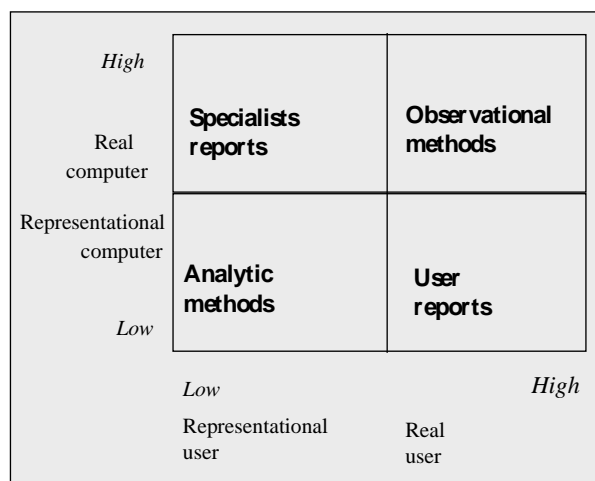 High
Specialists
reports
Observational
methods
Real
computer
Representational
computer
Analytic
methods
User
reports
Low
Low
High
Representational
user
Real
user